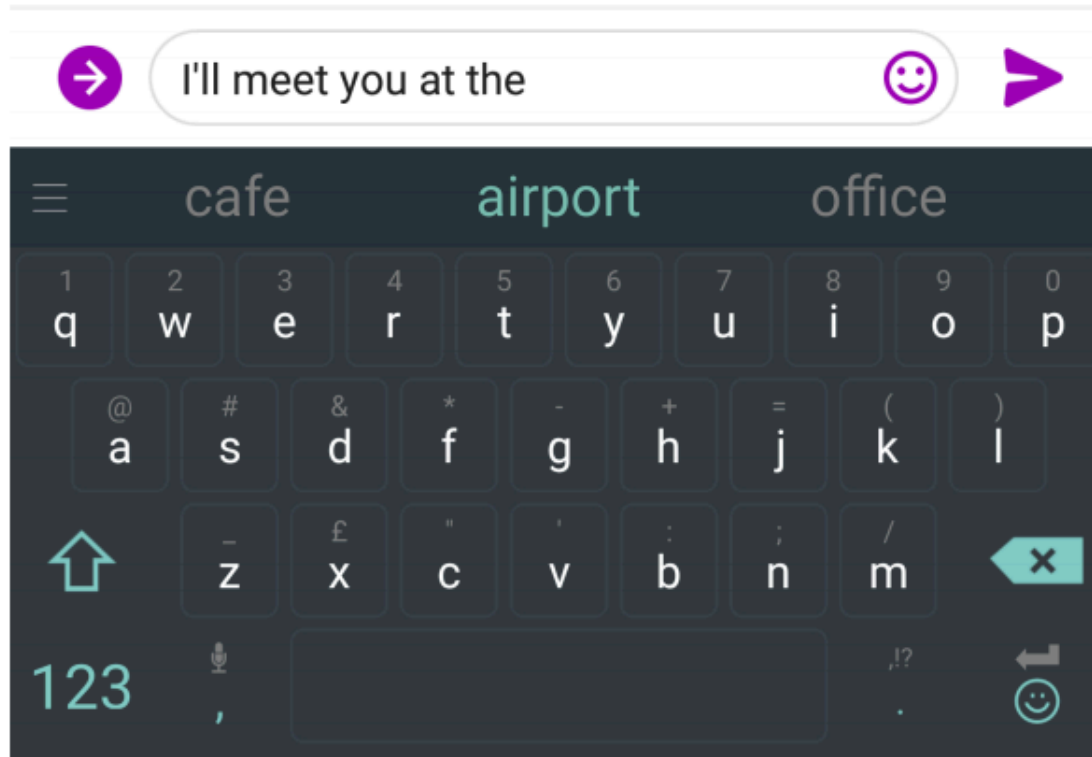 I'll meet you at the
cafe airport office
1 2 3 4 5 6 7 8 9 0
q w e r t y u i o p
@ # & * - + = ( )
a s d f g h j k l
_ £ " ' : ; /
z x c v b n m
,!?
123 , .